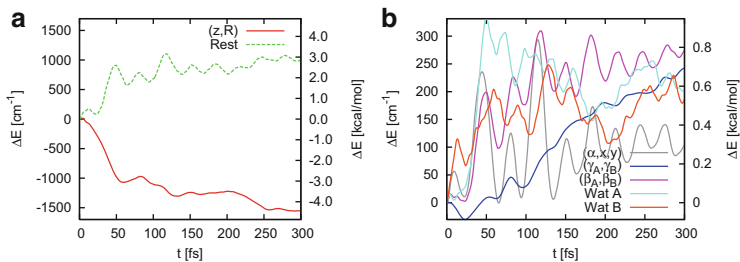 a
(z,R)
Rest
1500
1000
500
0
-500
-1000
-1500
ΔE [cm⁻¹]
4.0
3.0
2.0
1.0
0.0
-1.0
-2.0
-3.0
-4.0
ΔE [kcal/mol]
0 50 100 150 200 250 300
t [fs]
b
300
250
200
150
100
50
0
ΔE [cm⁻¹]
0.8
0.6
0.4
0.2
0
ΔE [kcal/mol]
(α,x,y)
(γA,γB)
(βA,βB)
Wat A
Wat B
0 50 100 150 200 250 300
t [fs]